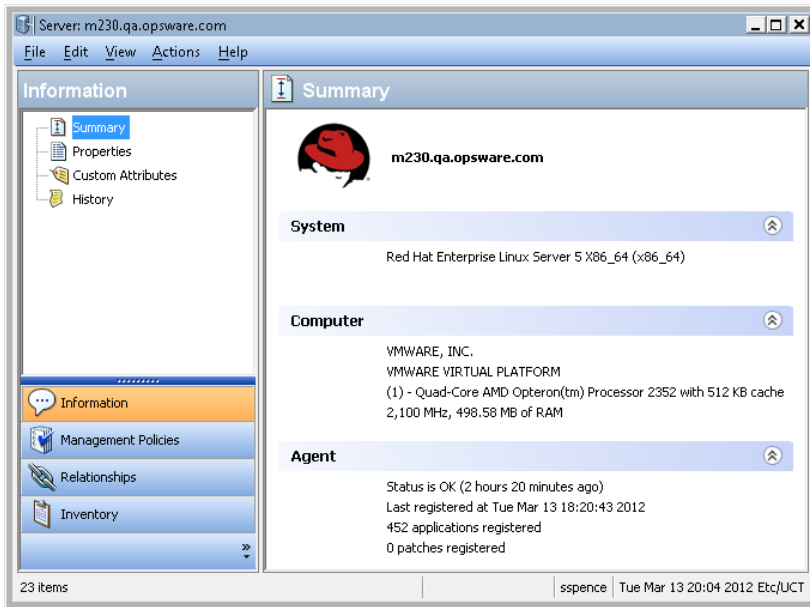 Server: m230.qa.opsware.com
File Edit View Actions Help
Information
Summary
Properties
Custom Attributes
History
Information
Management Policies
Relationships
Inventory
Summary
m230.qa.opsware.com
System
Red Hat Enterprise Linux Server 5 X86_64 (x86_64)
Computer
VMWARE, INC.
VMWARE VIRTUAL PLATFORM
(1) - Quad-Core AMD Opteron(tm) Processor 2352 with 512 KB cache
2,100 MHz, 498.58 MB of RAM
Agent
Status is OK (2 hours 20 minutes ago)
Last registered at Tue Mar 13 18:20:43 2012
452 applications registered
0 patches registered
23 items
sspence
Tue Mar 13 20:04 2012 Etc/UCT